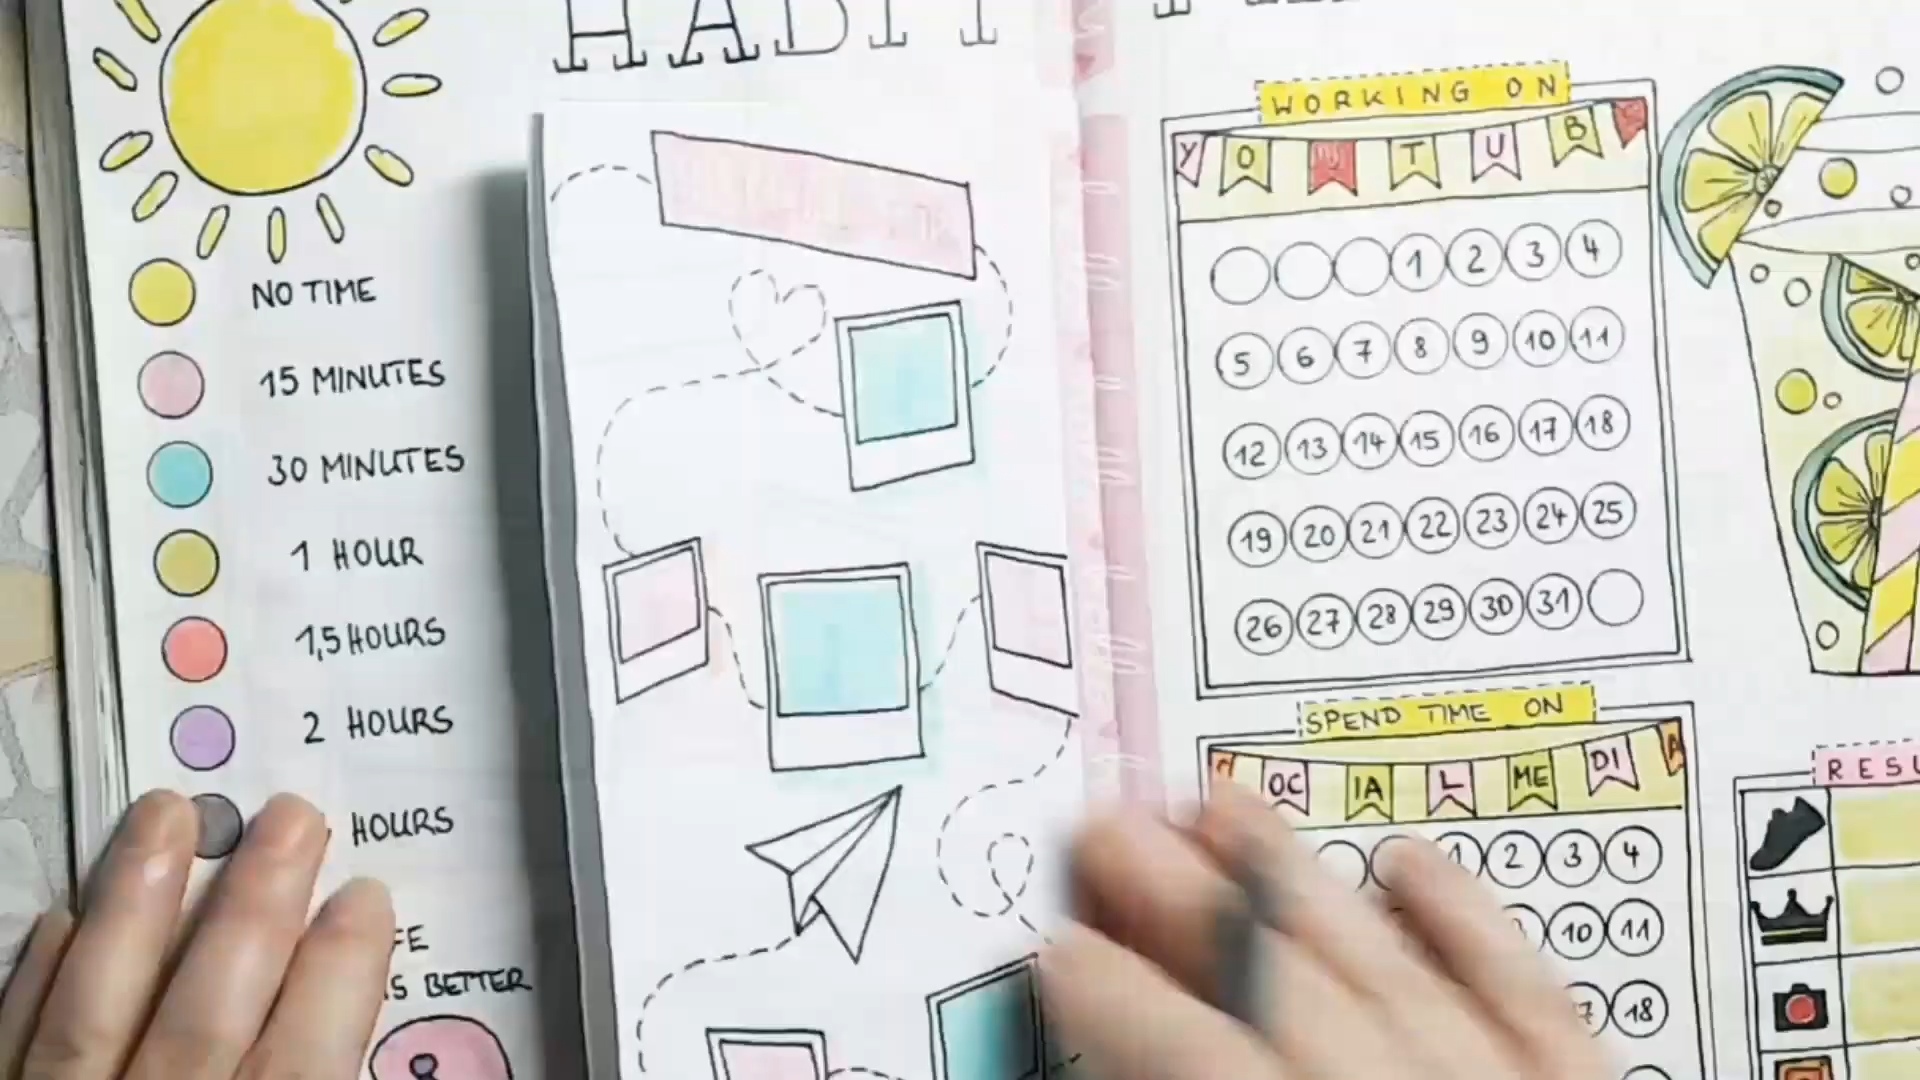 HABIT
NO TIME
15 MINUTES
30 MINUTES
1 HOUR
1,5 HOURS
2 HOURS
HOURS
FE
IS BETTER
WORKING ON
Y O U T U B
1 2 3 4
5 6 7 8 9 10 11
12 13 14 15 16 17 18
19 20 21 22 23 24 25
26 27 28 29 30 31
SPEND TIME ON
OC IA L ME DI A
1 2 3 4
10 11
17 18
RESU